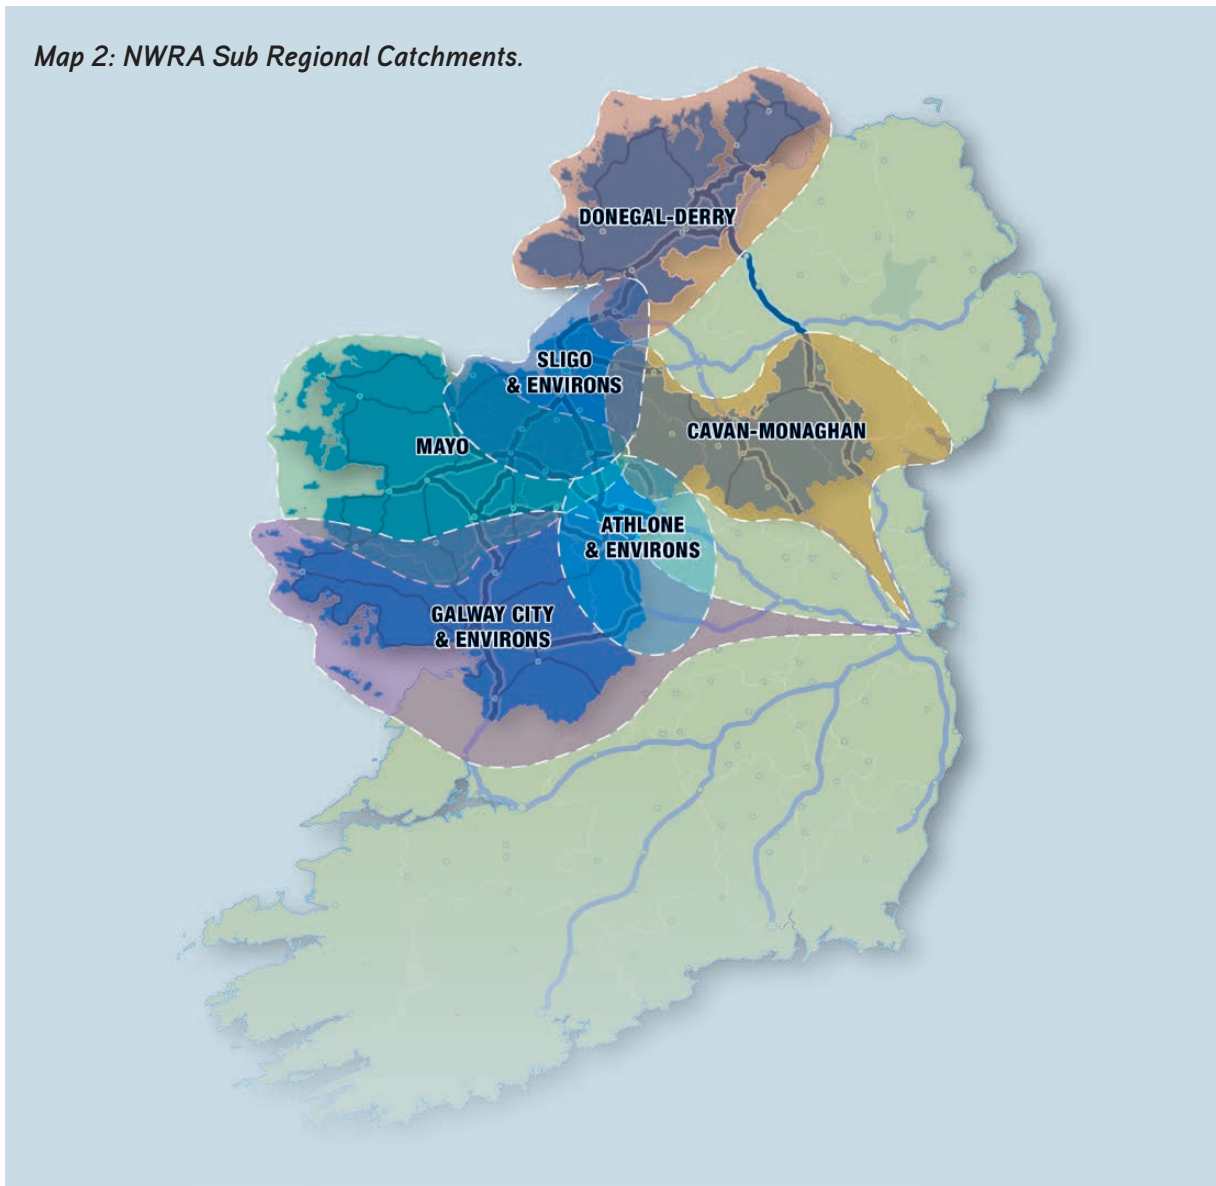 Map 2: NWRA Sub Regional Catchments.
DONEGAL-DERRY
SLIGO
& ENVIRONS
CAVAN-MONAGHAN
MAYO
ATHLONE
& ENVIRONS
GALWAY CITY
& ENVIRONS